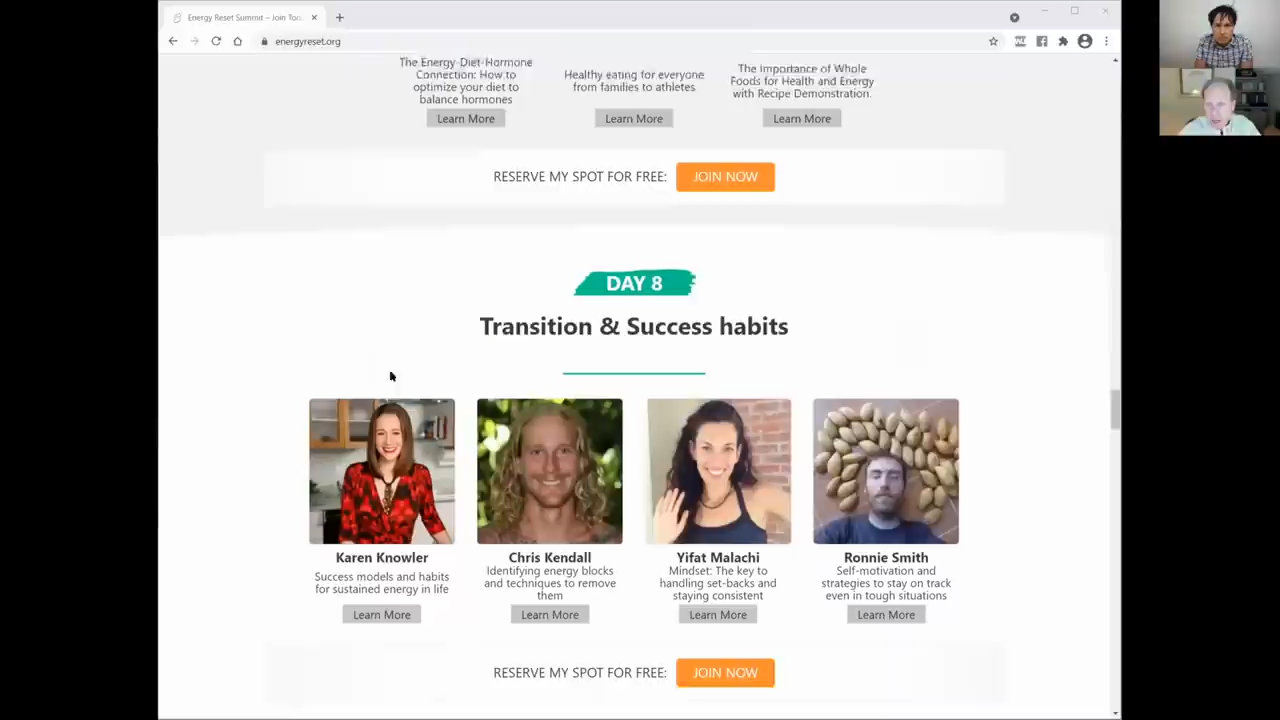 Energy Reset Summit – Join Too..
energyreset.org
The Energy-Diet-Hormone
Connection: How to
optimize your diet to
balance hormones
Learn More
Healthy eating for everyone
from families to athletes.
Learn More
The Importance of Whole
Foods for Health and Energy
with Recipe Demonstration.
Learn More
RESERVE MY SPOT FOR FREE:
JOIN NOW
DAY 8
Transition & Success habits
Karen Knowler
Success models and habits
for sustained energy in life
Learn More
Chris Kendall
Identifying energy blocks
and techniques to remove
them
Learn More
Yifat Malachi
Mindset: The key to
handling set-backs and
staying consistent
Learn More
Ronnie Smith
Self-motivation and
strategies to stay on track
even in tough situations
Learn More
RESERVE MY SPOT FOR FREE:
JOIN NOW